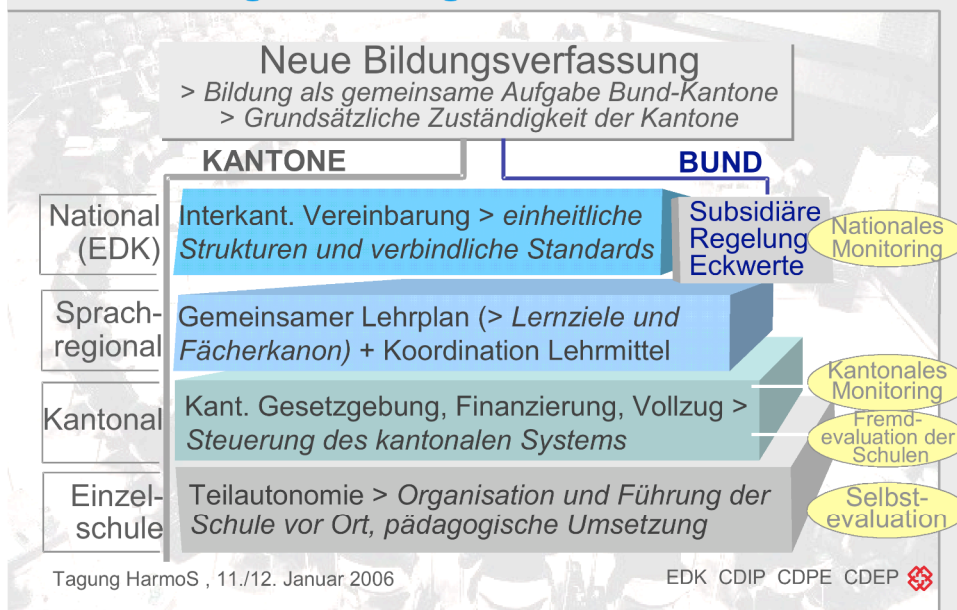 Neue Bildungsverfassung
> Bildung als gemeinsame Aufgabe Bund-Kantone
> Grundsätzliche Zuständigkeit der Kantone
KANTONE
BUND
National
(EDK)
Interkant. Vereinbarung > einheitliche
Strukturen und verbindliche Standards
Subsidiäre
Regelung
Eckwerte
Nationales
Monitoring
Sprach-
regional
Gemeinsamer Lehrplan (> Lernziele und
Fächerkanon) + Koordination Lehrmittel
Kantonal
Kant. Gesetzgebung, Finanzierung, Vollzug >
Steuerung des kantonalen Systems
Kantonales
Monitoring
Fremd-
evaluation der
Schulen
Einzel-
schule
Teilautonomie > Organisation und Führung der
Schule vor Ort, pädagogische Umsetzung
Selbst-
evaluation
Tagung HarmoS , 11./12. Januar 2006
EDK CDIP CDPE CDEP